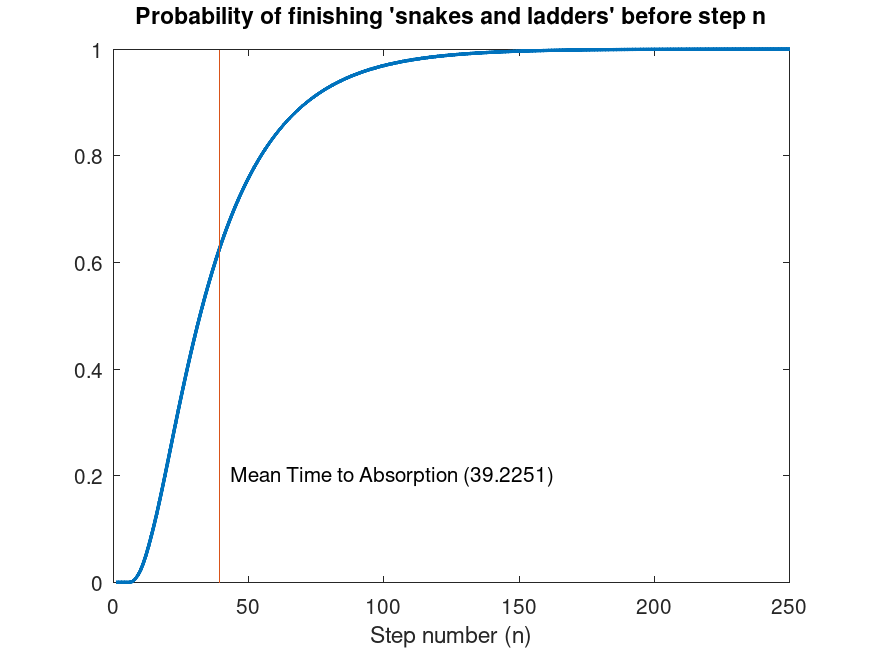 Probability of finishing 'snakes and ladders' before step n
1
0.8
0.6
0.4
0.2
0
Mean Time to Absorption (39.2251)
0 50 100 150 200 250
Step number (n)